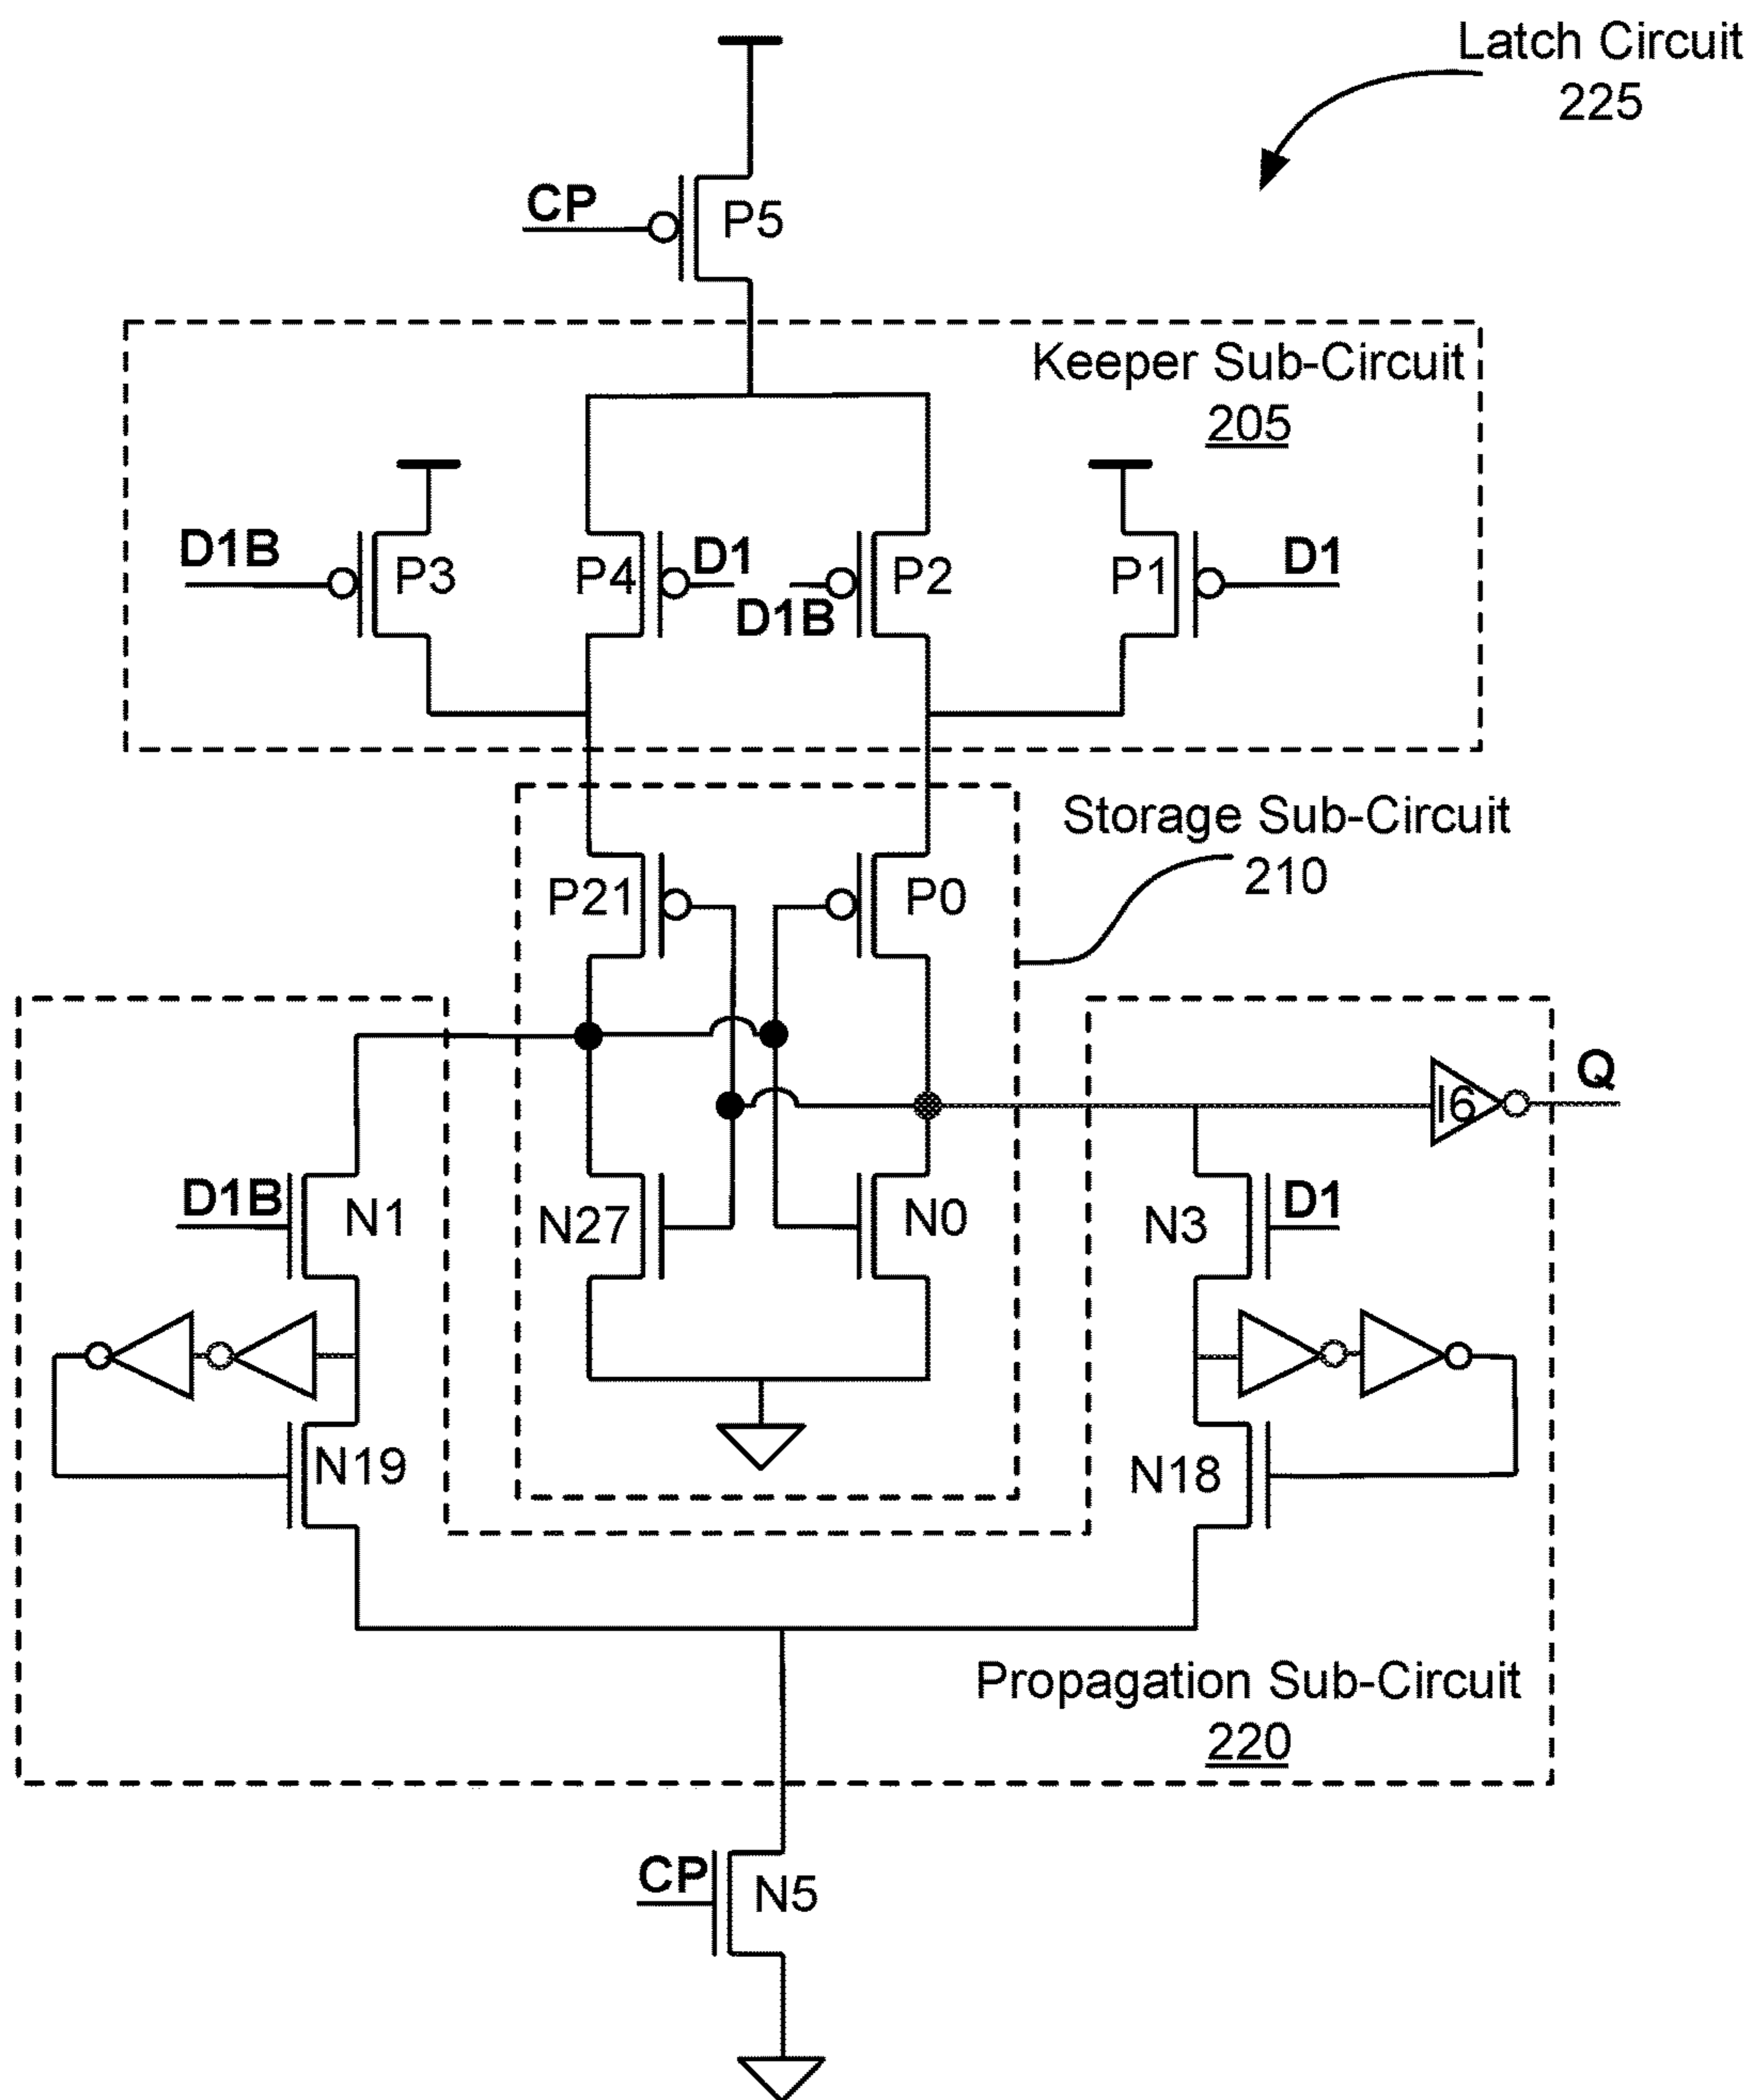 Latch Circuit
225
CP
P5
Keeper Sub-Circuit
205
D1B
P3
P4
D1
D1B
P2
P1
D1
Storage Sub-Circuit
210
P21
P0
Q
I6
D1B
N1
N27
N0
N3
D1
N19
N18
Propagation Sub-Circuit
220
CP
N5